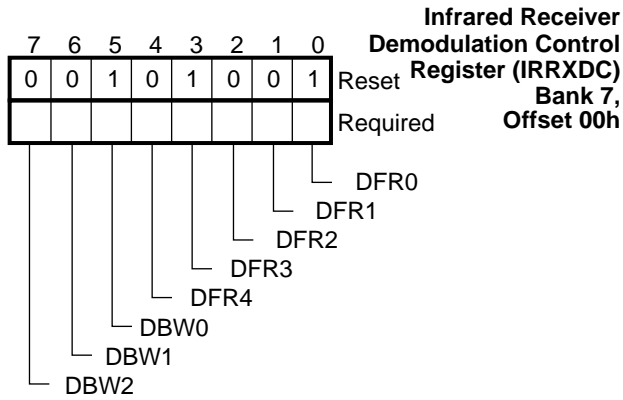 Infrared Receiver
Demodulation Control
Register (IRRXDC)
Bank 7,
Offset 00h
7 6 5 4 3 2 1 0
0 0 1 0 1 0 0 1 Reset
Required
DFR0
DFR1
DFR2
DFR3
DFR4
DBW0
DBW1
DBW2